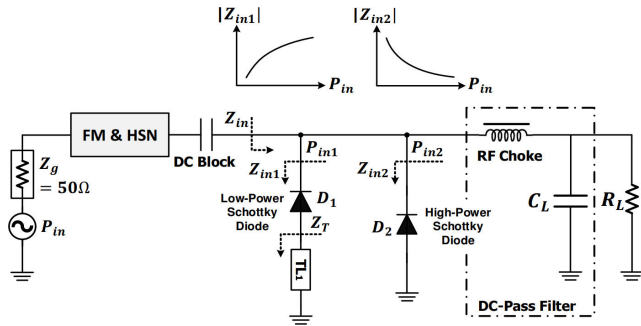 |Z_in1|
P_in
|Z_in2|
P_in
FM & HSN
DC Block
Z_in
Z_in1
P_in1
P_in2
Z_in2
RF Choke
Z_g
= 50Ω
P_in
Low-Power
Schottky
Diode
D_1
Z_T
TL_1
D_2
High-Power
Schottky
Diode
C_L
R_L
DC-Pass Filter